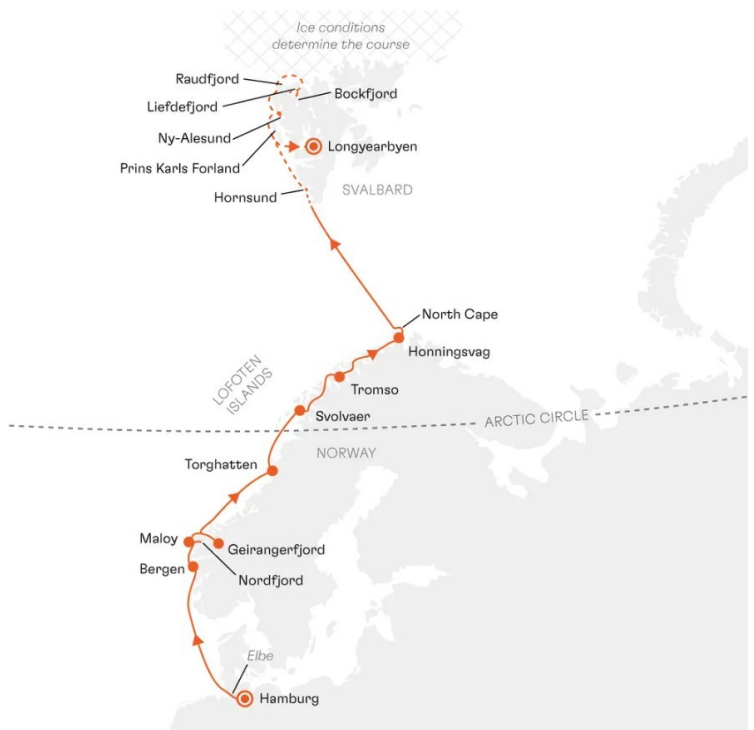 Ice conditions
determine the course
Raudfjord
Liefdefjord
Bockfjord
Ny-Alesund
Longyearbyen
Prins Karls Forland
SVALBARD
Hornsund
North Cape
Honningsvag
LOFOTEN
ISLANDS
Tromso
Svolvaer
ARCTIC CIRCLE
NORWAY
Torghatten
Maloy
Geirangerfjord
Bergen
Nordfjord
Elbe
Hamburg